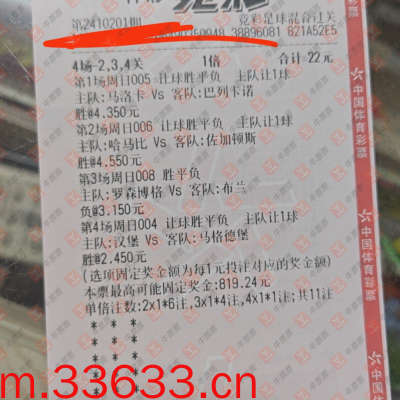 第2410201期
竞彩足球混合过关
38896081 821A52E5
4场-2,3,4关 1倍 合计22元
第1场周日005 让球胜平负 主队让1球
主队:马洛卡 Vs 客队:巴列卡诺
胜@4.350元
第2场周日006 让球胜平负 主队让1球
主队:哈马比 Vs 客队:佐加顿斯
胜@4.550元
第3场周日008 胜平负
主队:罗森博格 Vs 客队:布兰
负@3.150元
第4场周日004 让球胜平负 主队让1球
主队:汉堡 Vs 客队:马格德堡
胜@2.450元
(选项固定奖金额为每1元投注对应的奖金额)
本票最高可能固定奖金:819.24元
单倍注数:2x1*6注,3x1*4注,4x1*1注;共11注
* * *
* * *
* * *
* * *
* * *
中国体育彩票
中国体育彩票
m.33633.cn